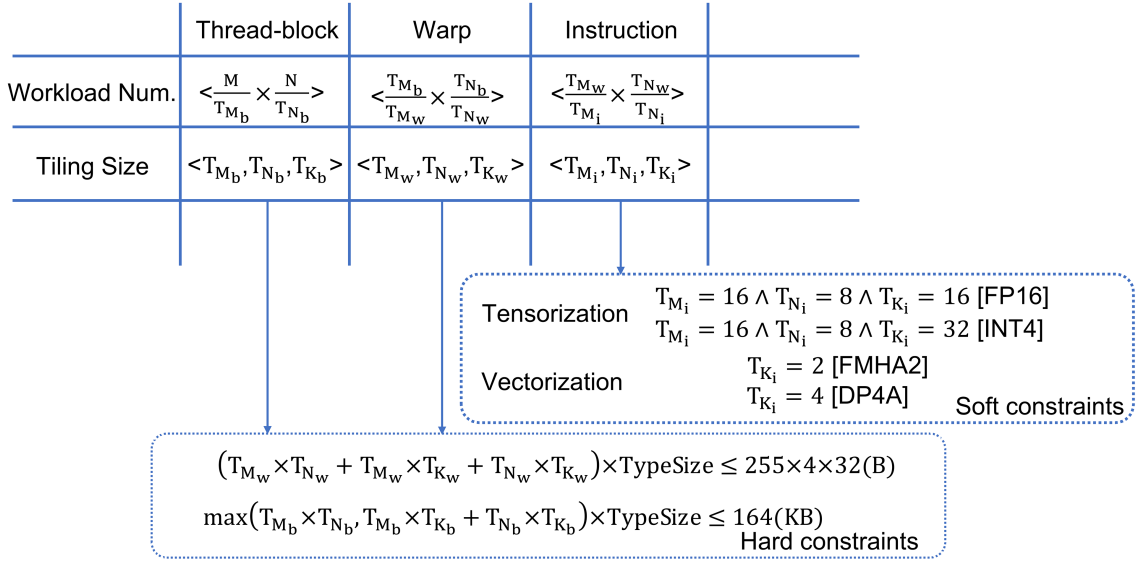 Thread-block Warp Instruction
Workload Num. <M/T_{M_b}×N/T_{N_b}> <T_{M_b}/T_{M_w}×T_{N_b}/T_{N_w}> <T_{M_w}/T_{M_i}×T_{N_w}/T_{N_i}>
Tiling Size <T_{M_b},T_{N_b},T_{K_b}> <T_{M_w},T_{N_w},T_{K_w}> <T_{M_i},T_{N_i},T_{K_i}>
Tensorization
T_{M_i} = 16 ∧ T_{N_i} = 8 ∧ T_{K_i} = 16 [FP16]
T_{M_i} = 16 ∧ T_{N_i} = 8 ∧ T_{K_i} = 32 [INT4]
Vectorization
T_{K_i} = 2 [FMHA2]
T_{K_i} = 4 [DP4A]
Soft constraints
(T_{M_w}×T_{N_w} + T_{M_w}×T_{K_w} + T_{N_w}×T_{K_w})×TypeSize ≤ 255×4×32(B)
max(T_{M_b}×T_{N_b}, T_{M_b}×T_{K_b} + T_{N_b}×T_{K_b})×TypeSize ≤ 164(KB)
Hard constraints